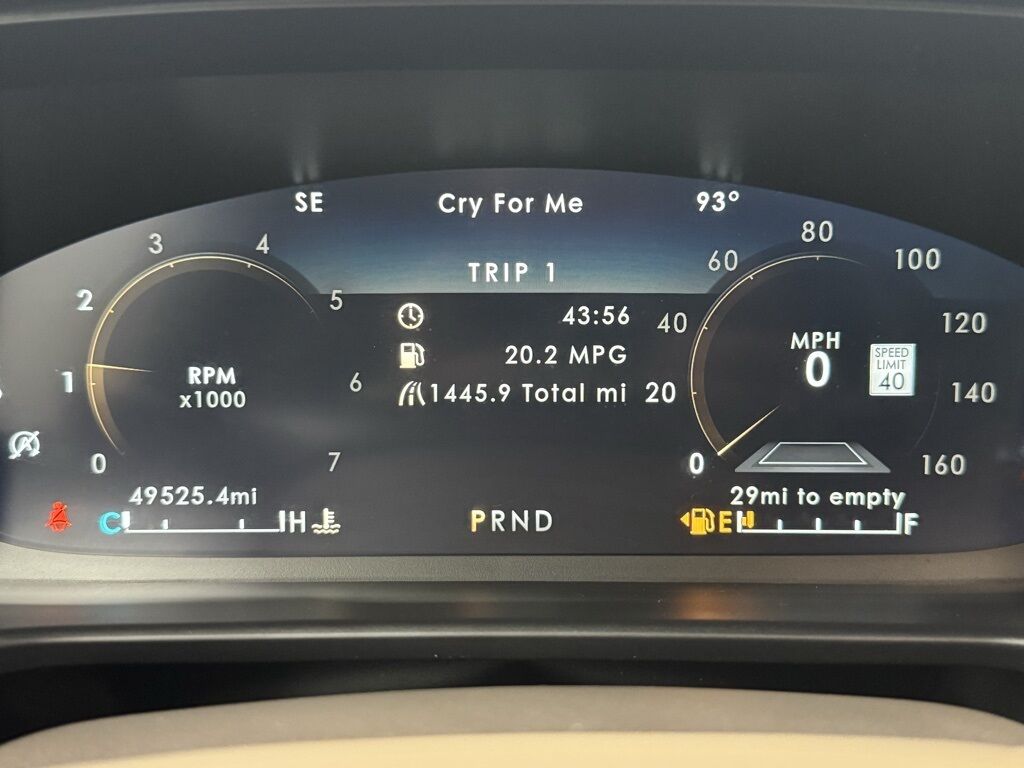 SE Cry For Me 93°
TRIP 1
43:56
20.2 MPG
1445.9 Total mi
0 1 2 3 4 5 6 7
RPM
x1000
0 20 40 60 80 100 120 140 160
MPH
0
SPEED
LIMIT
40
49525.4mi
C H
PRND
29mi to empty
E F